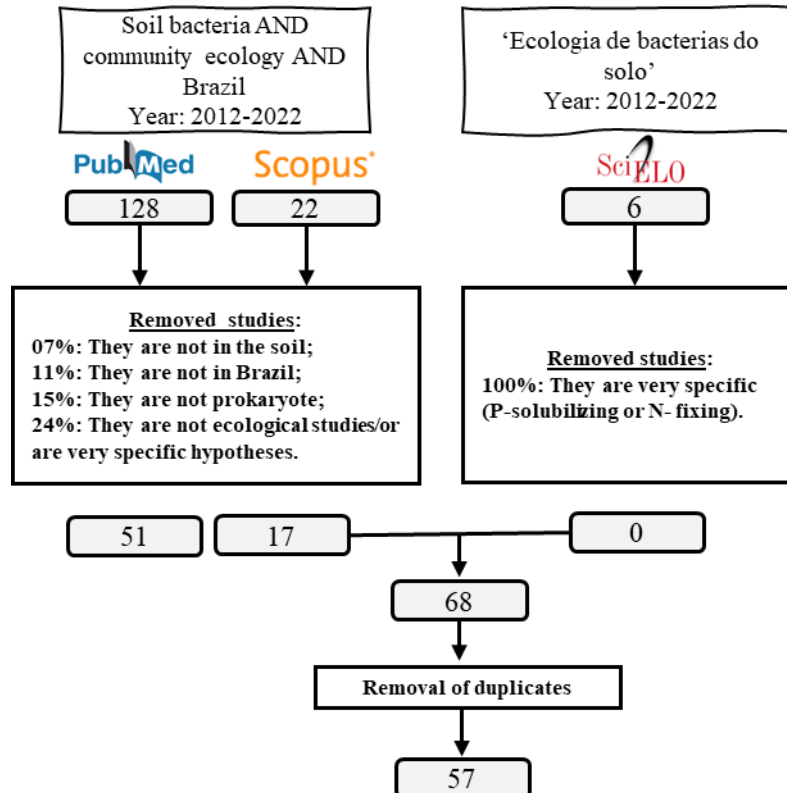 Soil bacteria AND
community ecology AND
Brazil
Year: 2012-2022
‘Ecologia de bacterias do
solo’
Year: 2012-2022
PubMed
Scopus®
SciELO
128
22
6
Removed studies:
07%: They are not in the soil;
11%: They are not in Brazil;
15%: They are not prokaryote;
24%: They are not ecological studies/or
are very specific hypotheses.
Removed studies:
100%: They are very specific
(P-solubilizing or N- fixing).
51
17
0
68
Removal of duplicates
57